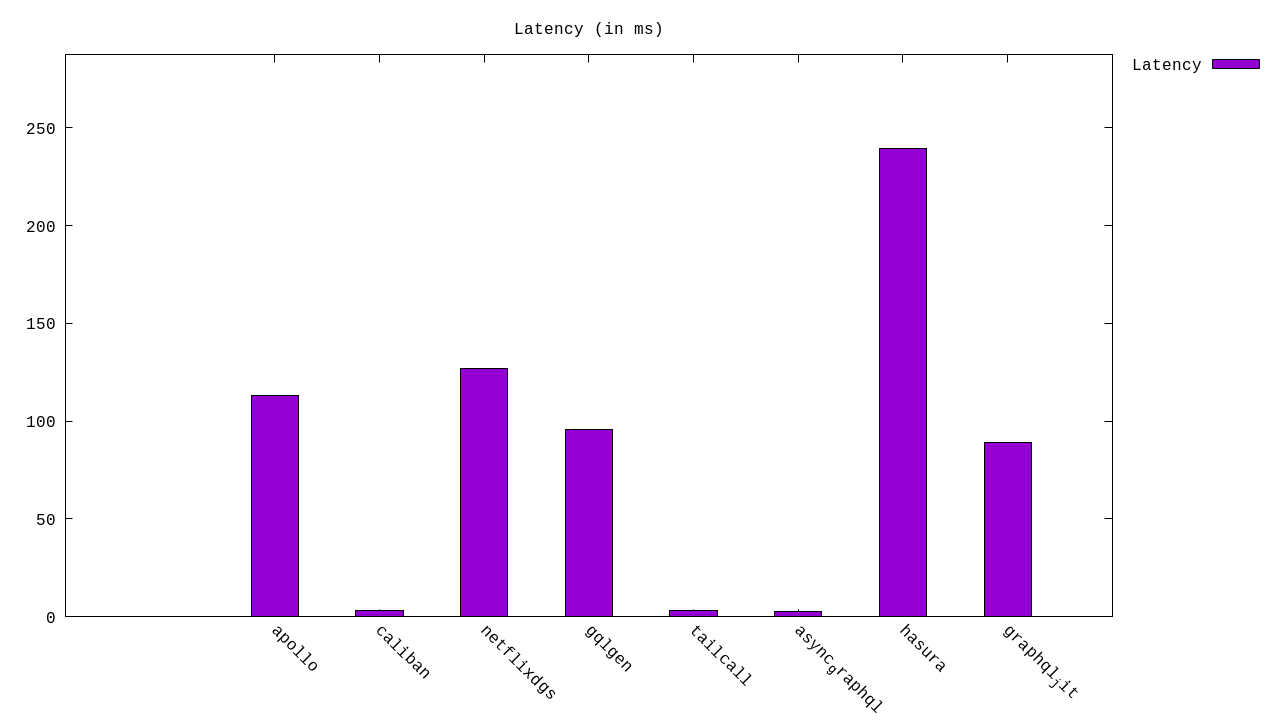 Latency (in ms)
Latency
250
200
150
100
50
0
apollo
caliban
netflixdgs
gqlgen
tailcall
async_graphql
hasura
graphql_jit